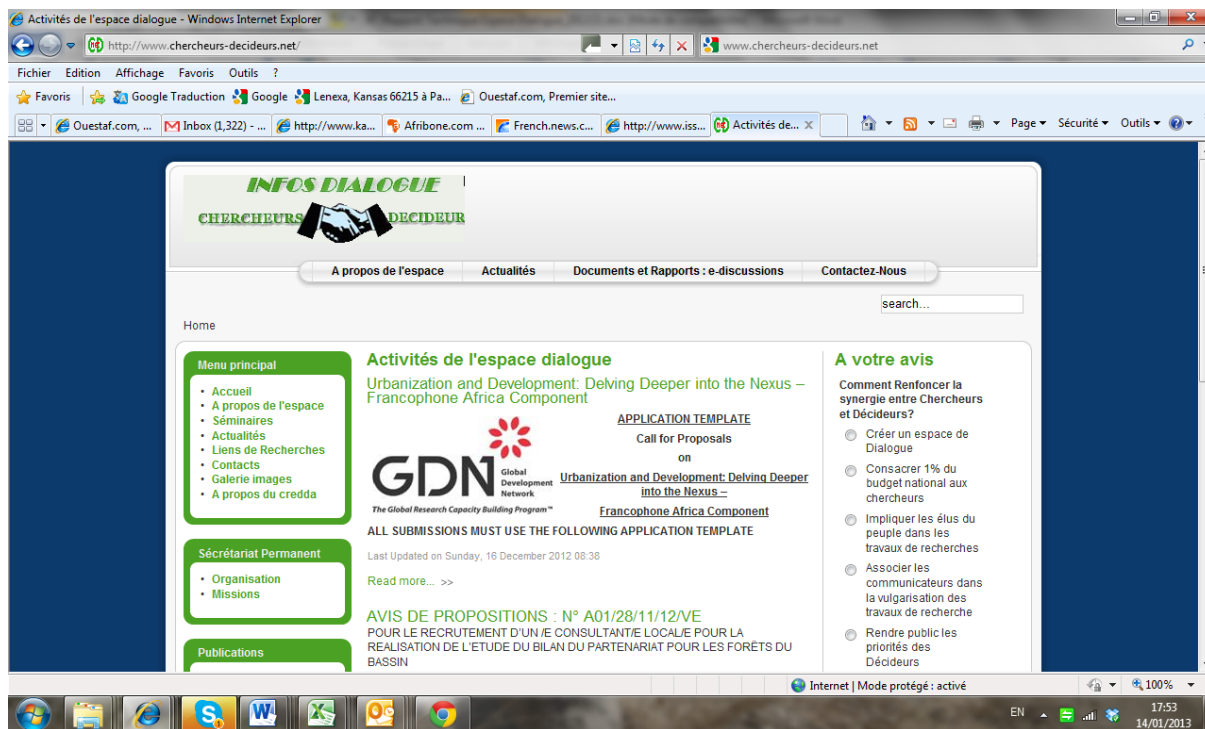 Activités de l'espace dialogue - Windows Internet Explorer
http://www.chercheurs-decideurs.net/
www.chercheurs-decideurs.net
Fichier Edition Affichage Favoris Outils ?
Favoris Google Traduction Google Lenexa, Kansas 66215 à Pa... Ouestaf.com, Premier site...
Ouestaf.com, ... Inbox (1,322) - ... http://www.ka... Afribone.com ... French.news.c... http://www.iss... Activités de... X Page Sécurité Outils
INFOS DIALOGUE
CHERCHEURS DECIDEUR
A propos de l'espace Actualités Documents et Rapports : e-discussions Contactez-Nous
search...
Home
Menu principal
• Accueil
• A propos de l'espace
• Séminaires
• Actualités
• Liens de Recherches
• Contacts
• Galerie images
• A propos du credda
Sécrétariat Permanent
• Organisation
• Missions
Publications
Activités de l'espace dialogue
Urbanization and Development: Delving Deeper into the Nexus –
Francophone Africa Component
GDN
Global
Development
Network
The Global Research Capacity Building Program™
APPLICATION TEMPLATE
Call for Proposals
on
Urbanization and Development: Delving Deeper
into the Nexus –
Francophone Africa Component
ALL SUBMISSIONS MUST USE THE FOLLOWING APPLICATION TEMPLATE
Last Updated on Sunday, 16 December 2012 08:38
Read more... >>
AVIS DE PROPOSITIONS : N° A01/28/11/12/VE
POUR LE RECRUTEMENT D'UN /E CONSULTANT/E LOCAL/E POUR LA
REALISATION DE L'ETUDE DU BILAN DU PARTENARIAT POUR LES FORÊTS DU
BASSIN
A votre avis
Comment Renfoncer la
synergie entre Chercheurs
et Décideurs?
Créer un espace de
Dialogue
Consacrer 1% du
budget national aux
chercheurs
Impliquer les élus du
peuple dans les
travaux de recherches
Associer les
communicateurs dans
la vulgarisation des
travaux de recherche
Rendre public les
priorités des
Décideurs
Internet | Mode protégé : activé
100%
EN
17:53
14/01/2013